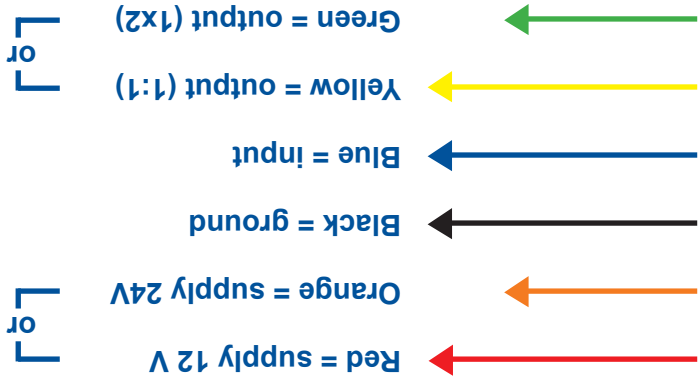 Red = supply 12 V
or
Orange = supply 24V
Black = ground
Blue = input
Yellow = output (1:1)
or
Green = output (1x2)